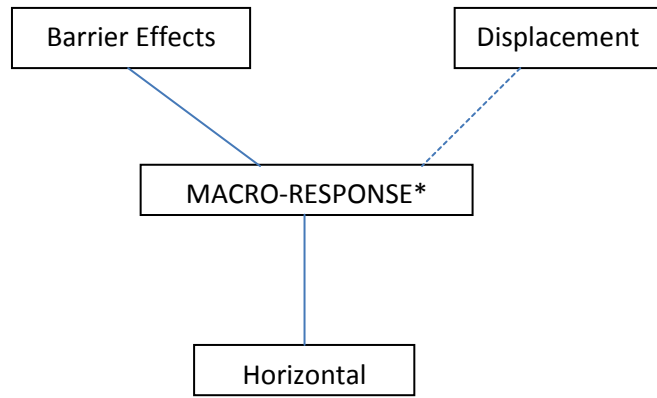 Barrier Effects
Displacement
MACRO-RESPONSE*
Horizontal